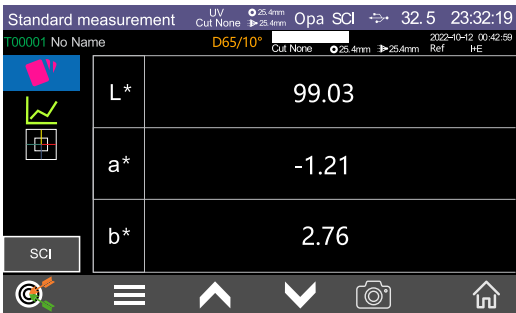 Standard measurement UV Cut None 25.4mm 25.4mm Opa SCI 32.5 23:32:19
T00001 No Name D65/10° Cut None 25.4mm 25.4mm Ref I+E 2022-10-12 00:42:59
L* 99.03
a* -1.21
b* 2.76
SCI